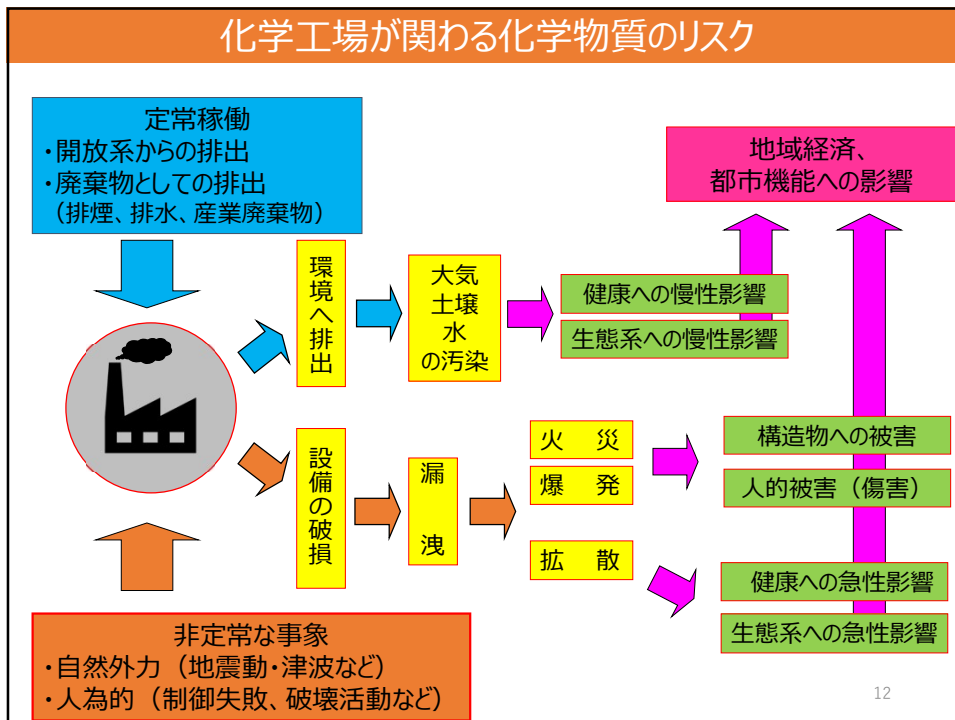 化学工場が関わる化学物質のリスク
定常稼働
・開放系からの排出
・廃棄物としての排出
（排煙、排水、産業廃棄物）
地域経済、
都市機能への影響
環境へ排出
大気
土壌
水
の汚染
健康への慢性影響
生態系への慢性影響
設備の破損
漏洩
火 災
爆 発
拡 散
構造物への被害
人的被害（傷害）
健康への急性影響
生態系への急性影響
非定常な事象
・自然外力（地震動・津波など）
・人為的（制御失敗、破壊活動など）
12